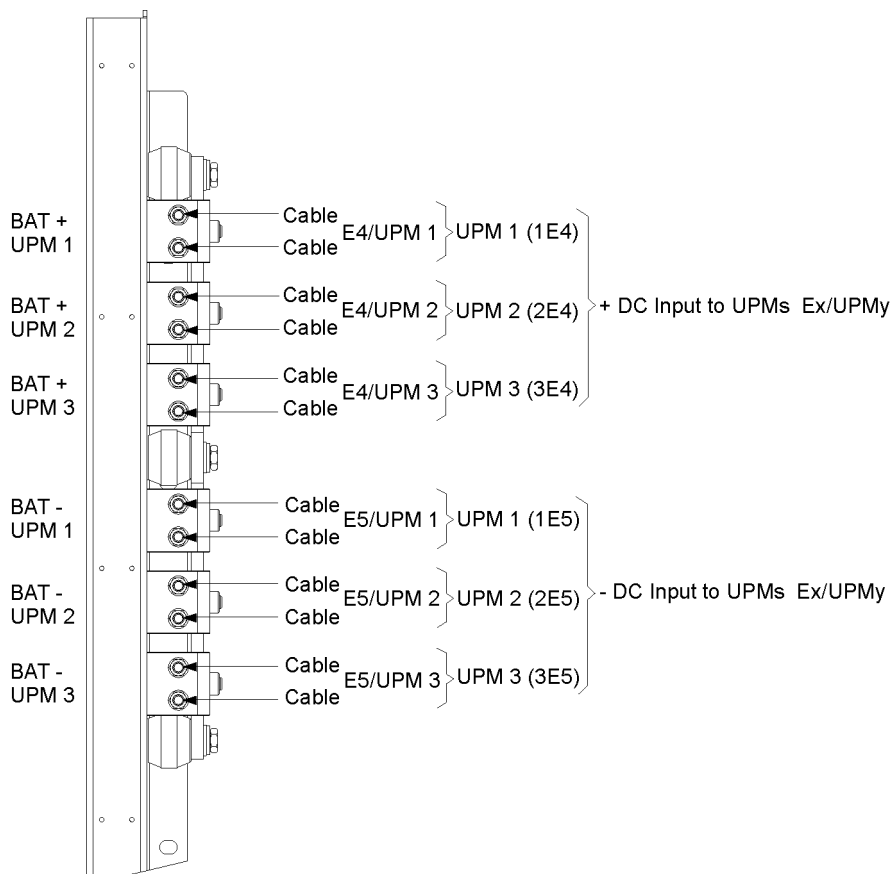 BAT +
UPM 1
Cable
Cable
E4/UPM 1
UPM 1 (1E4)
BAT +
UPM 2
Cable
Cable
E4/UPM 2
UPM 2 (2E4)
+ DC Input to UPMs Ex/UPMy
BAT +
UPM 3
Cable
Cable
E4/UPM 3
UPM 3 (3E4)
BAT -
UPM 1
Cable
Cable
E5/UPM 1
UPM 1 (1E5)
BAT -
UPM 2
Cable
Cable
E5/UPM 2
UPM 2 (2E5)
- DC Input to UPMs Ex/UPMy
BAT -
UPM 3
Cable
Cable
E5/UPM 3
UPM 3 (3E5)